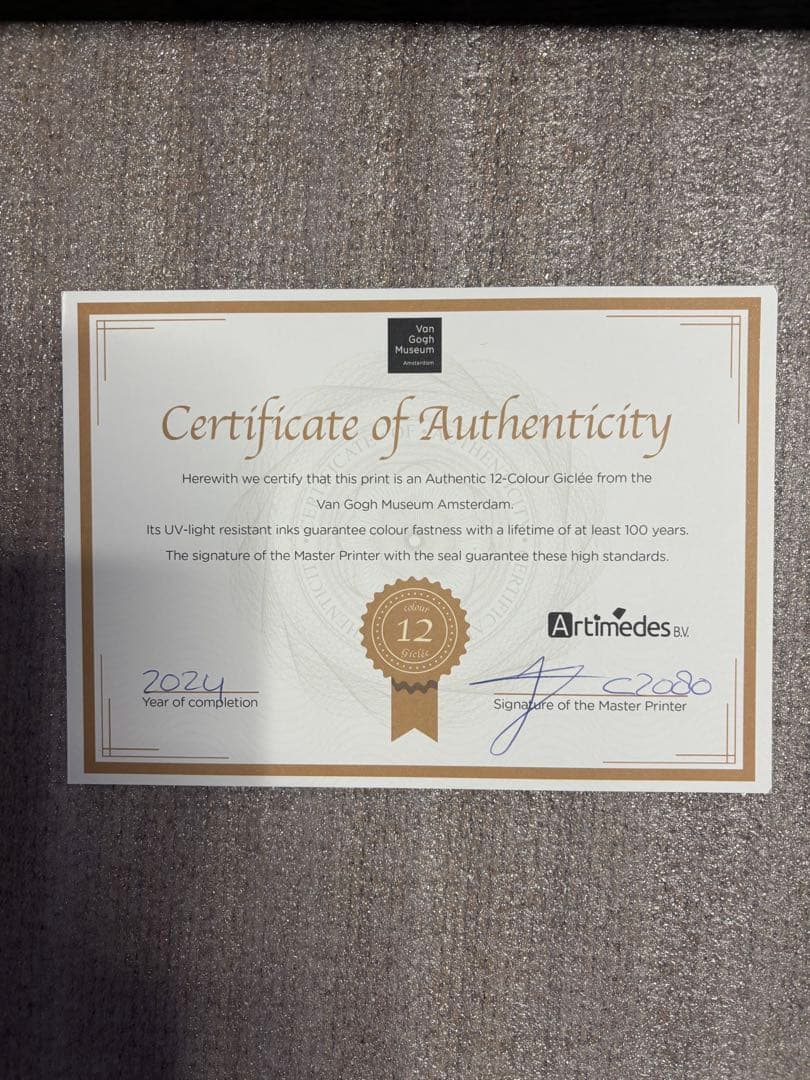 Van
Gogh
Museum
Amsterdam
Certificate of Authenticity
Herewith we certify that this print is an Authentic 12-Colour Giclée from the
Van Gogh Museum Amsterdam.
Its UV-light resistant inks guarantee colour fastness with a lifetime of at least 100 years.
The signature of the Master Printer with the seal guarantee these high standards.
colour
12
Giclée
Artimedes B.V.
2024
Year of completion
C2080
Signature of the Master Printer